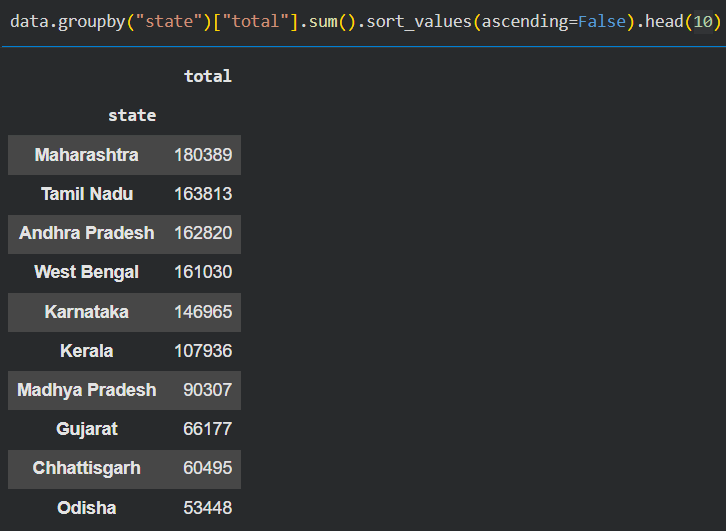 data.groupby("state")["total"].sum().sort_values(ascending=False).head(10)
total
state
Maharashtra 180389
Tamil Nadu 163813
Andhra Pradesh 162820
West Bengal 161030
Karnataka 146965
Kerala 107936
Madhya Pradesh 90307
Gujarat 66177
Chhattisgarh 60495
Odisha 53448